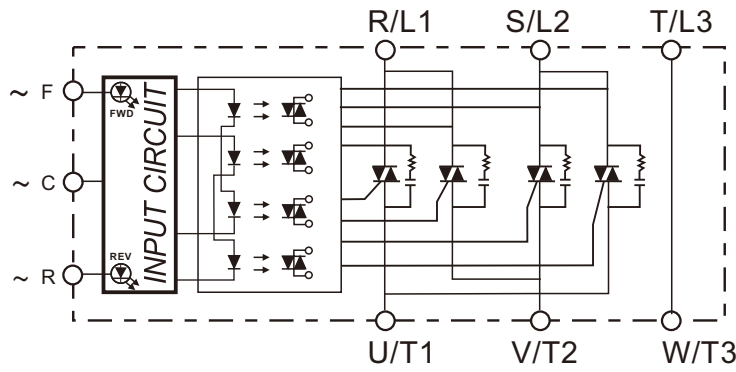 R/L1 S/L2 T/L3
~ F
FWD
~ C
INPUT CIRCUIT
REV
~ R
U/T1 V/T2 W/T3